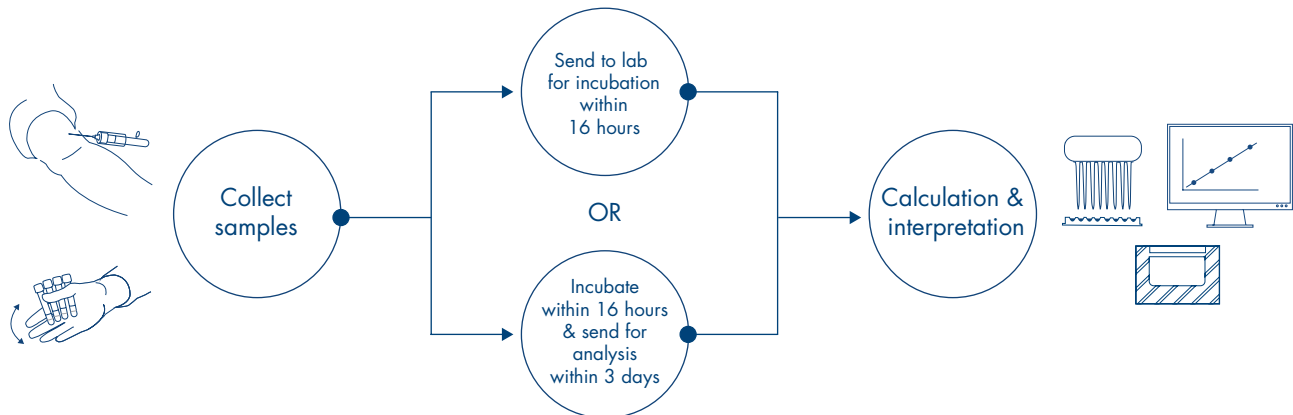 Collect
samples
Send to lab
for incubation
within
16 hours
OR
Incubate
within 16 hours
& send for
analysis
within 3 days
Calculation &
interpretation